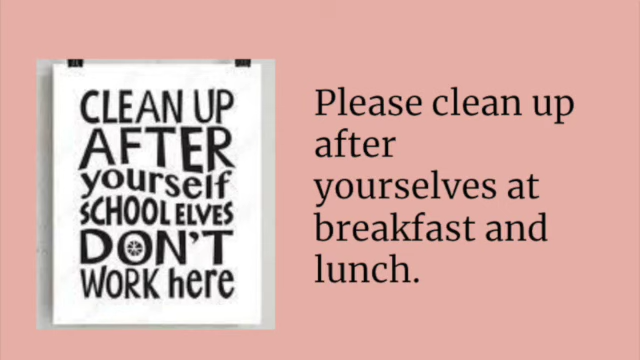 CLEAN UP
AFTER
yourself
SCHOOL ELVES
DON'T
WORK here
Please clean up
after
yourselves at
breakfast and
lunch.